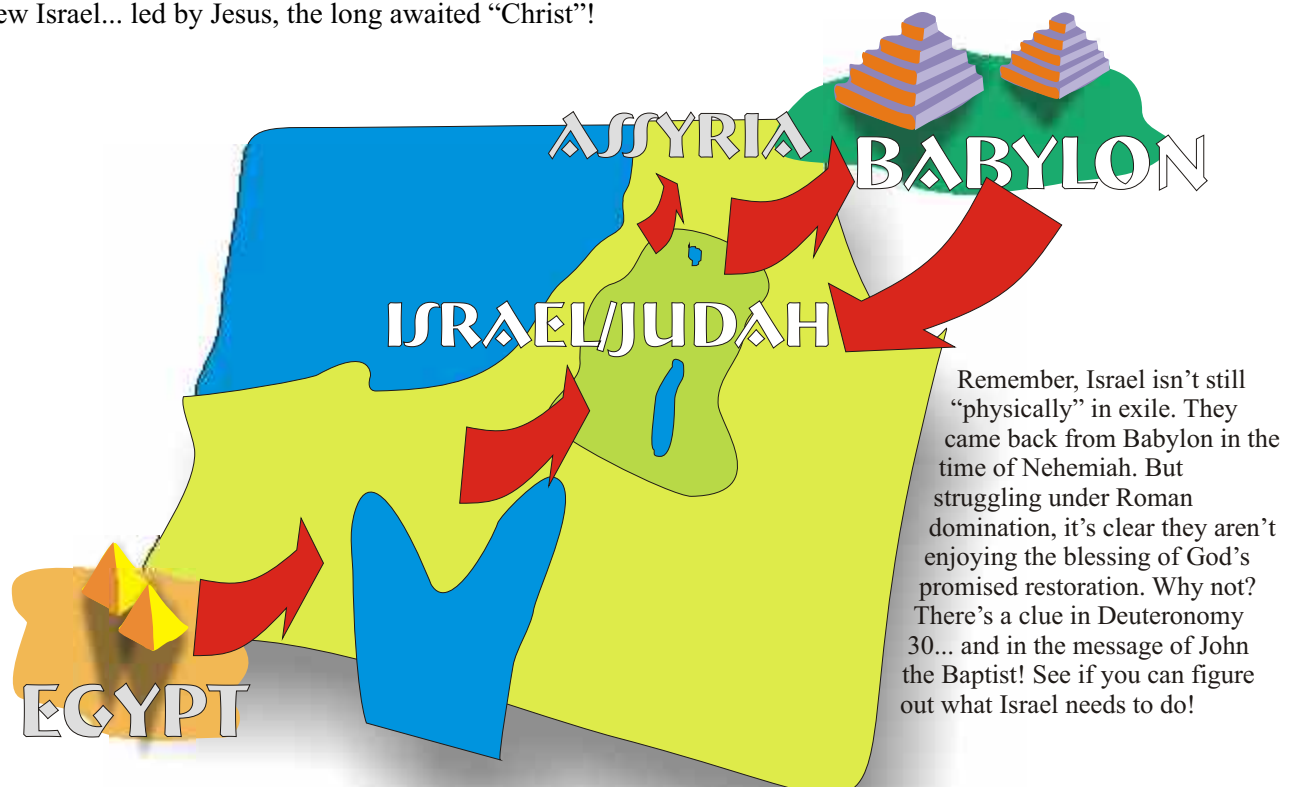 ew Israel... led by Jesus, the long awaited “Christ”!
ASSYRIA
BABYLON
ISRAEL/JUDAH
Remember, Israel isn’t still
“physically” in exile. They
came back from Babylon in the
time of Nehemiah. But
struggling under Roman
domination, it’s clear they aren’t
enjoying the blessing of God’s
promised restoration. Why not?
There’s a clue in Deuteronomy
30... and in the message of John
the Baptist! See if you can figure
out what Israel needs to do!
EGYPT